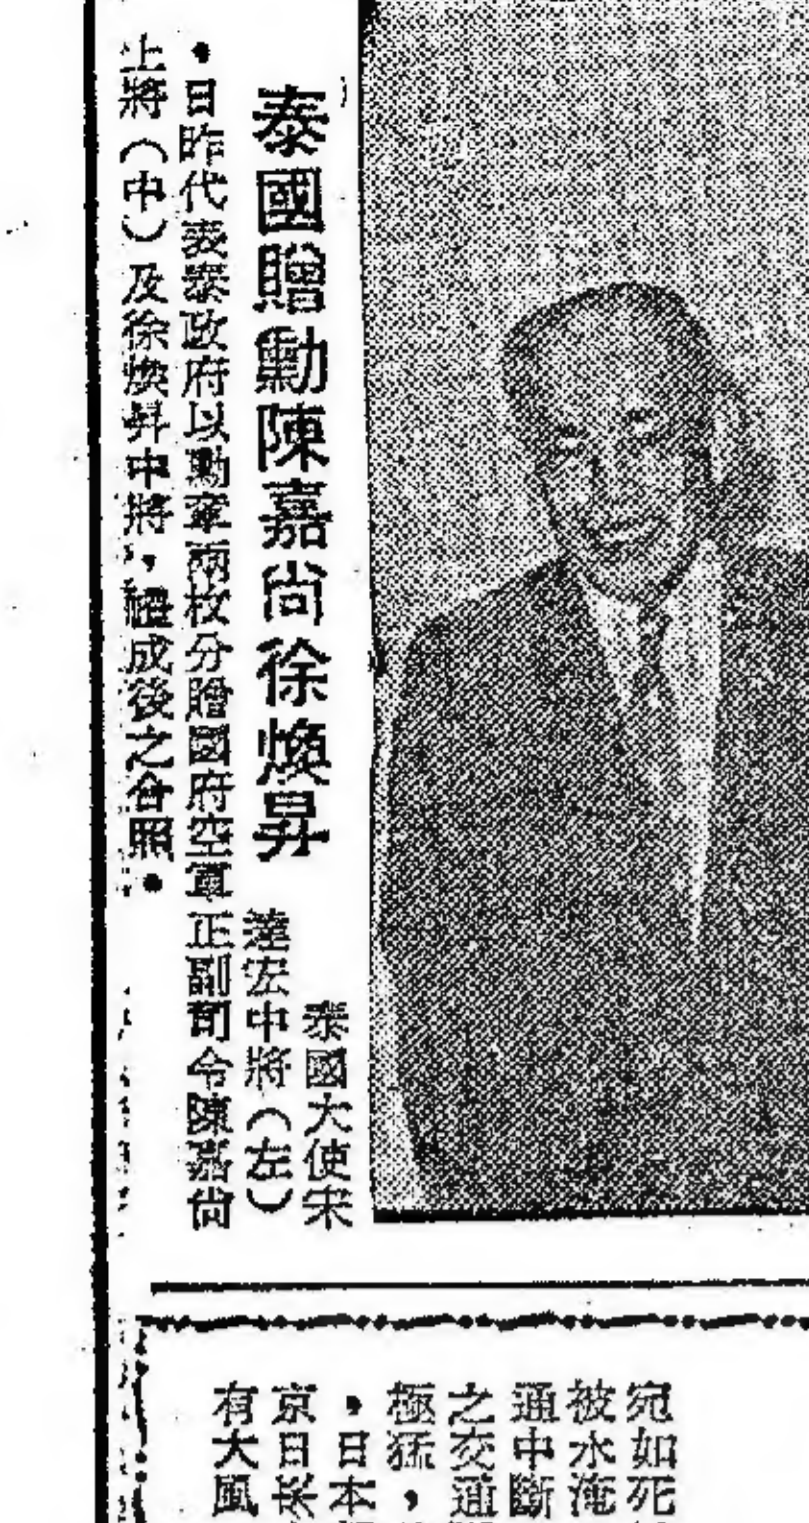 泰國贈勳陳嘉尚徐煥昇
泰國大使宋
達宏中將（左）
，日昨代表泰政府以勳章兩枚分贈國府空軍正副司令陳嘉尚
上將（中）及徐煥昇中將，禮成後之合照。
宛如死
被水淹
通中斷
之交通
極猛，
，日本
京日
有大風